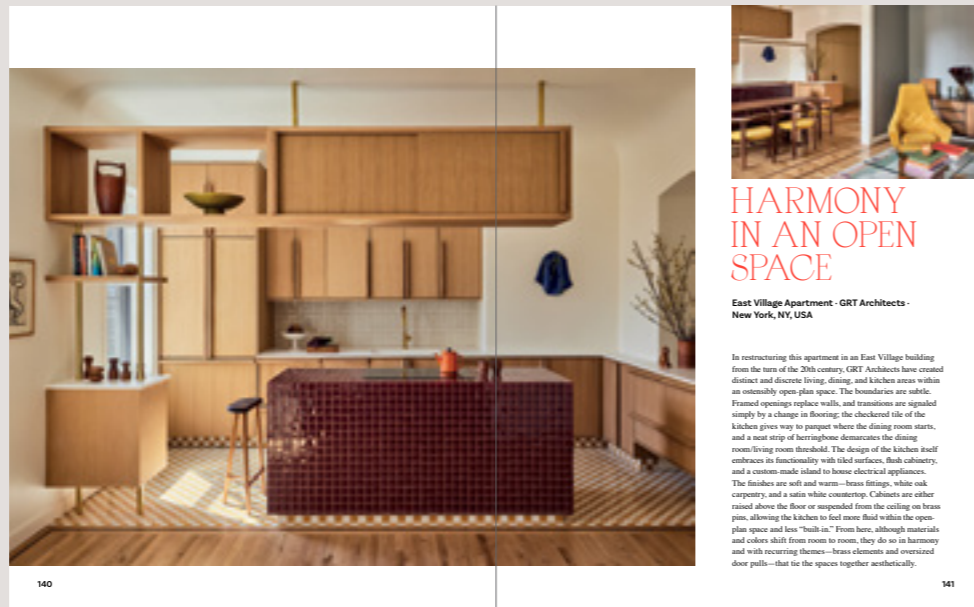 HARMONY
IN AN OPEN
SPACE
East Village Apartment · GRT Architects ·
New York, NY, USA
In restructuring this apartment in an East Village building
from the turn of the 20th century, GRT Architects have created
distinct and discrete living, dining, and kitchen areas within
an ostensibly open-plan space. The boundaries are subtle.
Framed openings replace walls, and transitions are signaled
simply by a change in flooring; the checkered tile of the
kitchen gives way to parquet where the dining room starts,
and a neat strip of herringbone demarcates the dining
room/living room threshold. The design of the kitchen itself
embraces its functionality with tiled surfaces, flush cabinetry,
and a custom-made island to house electrical appliances.
The finishes are soft and warm—brass fittings, white oak
carpentry, and a satin white countertop. Cabinets are either
raised above the floor or suspended from the ceiling on brass
pins, allowing the kitchen to feel more fluid within the open-
plan space and less “built-in.” From here, although materials
and colors shift from room to room, they do so in harmony
and with recurring themes—brass elements and oversized
door pulls—that tie the spaces together aesthetically.
140
141